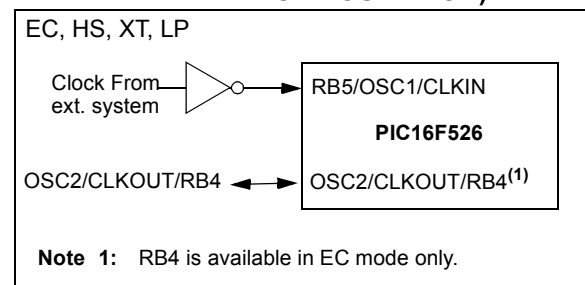 EC, HS, XT, LP
Clock From
ext. system
RB5/OSC1/CLKIN
PIC16F526
OSC2/CLKOUT/RB4
OSC2/CLKOUT/RB4(1)
Note 1: RB4 is available in EC mode only.